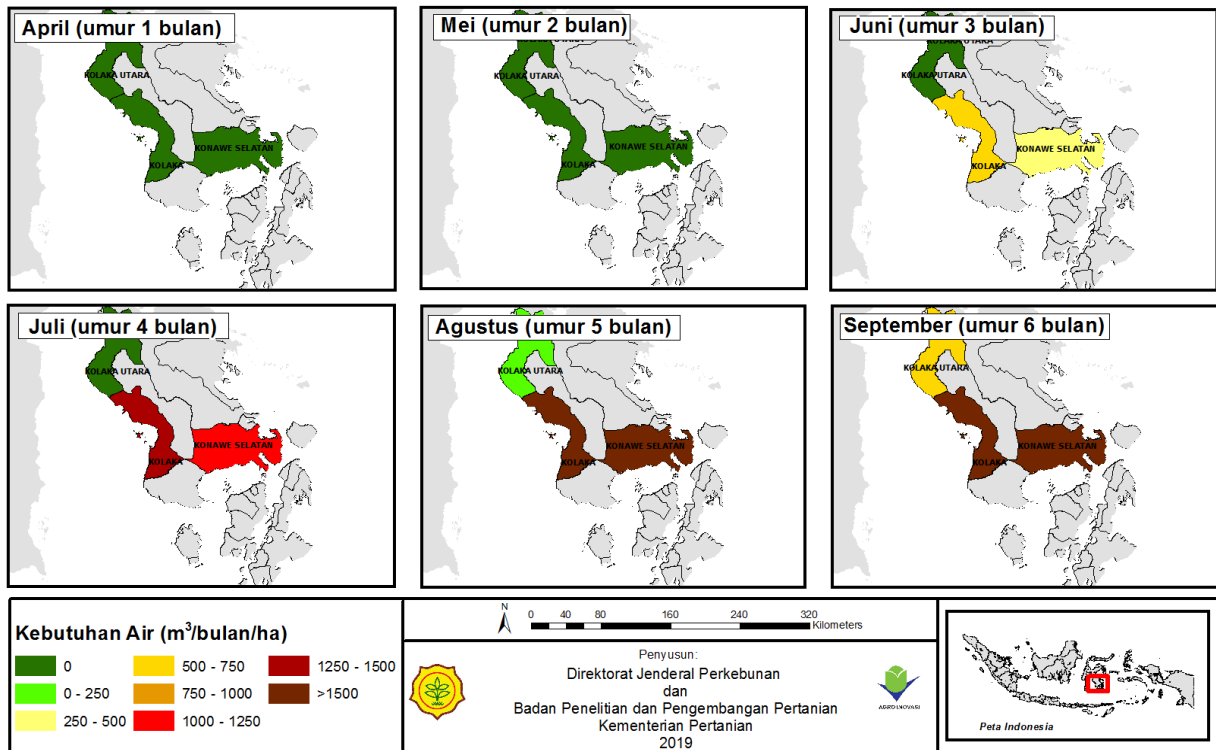 April (umur 1 bulan)
KOLAKA UTARA
KOLAKA
KONAWE SELATAN
Mei (umur 2 bulan)
KOLAKA UTARA
KOLAKA
KONAWE SELATAN
Juni (umur 3 bulan)
KOLAKA UTARA
KOLAKA
KONAWE SELATAN
Juli (umur 4 bulan)
KOLAKA UTARA
KONAWE SELATAN
KOLAKA
Agustus (umur 5 bulan)
KOLAKA UTARA
KONAWE SELATAN
KOLAKA
September (umur 6 bulan)
KOLAKA UTARA
KONAWE SELATAN
KOLAKA
Kebutuhan Air (m³/bulan/ha)
0
0 - 250
250 - 500
500 - 750
750 - 1000
1000 - 1250
1250 - 1500
>1500
N
0 40 80 160 240 320
Kilometers
Penyusun:
Direktorat Jenderal Perkebunan
dan
Badan Penelitian dan Pengembangan Pertanian
Kementerian Pertanian
2019
AGRO INOVASI
Peta Indonesia